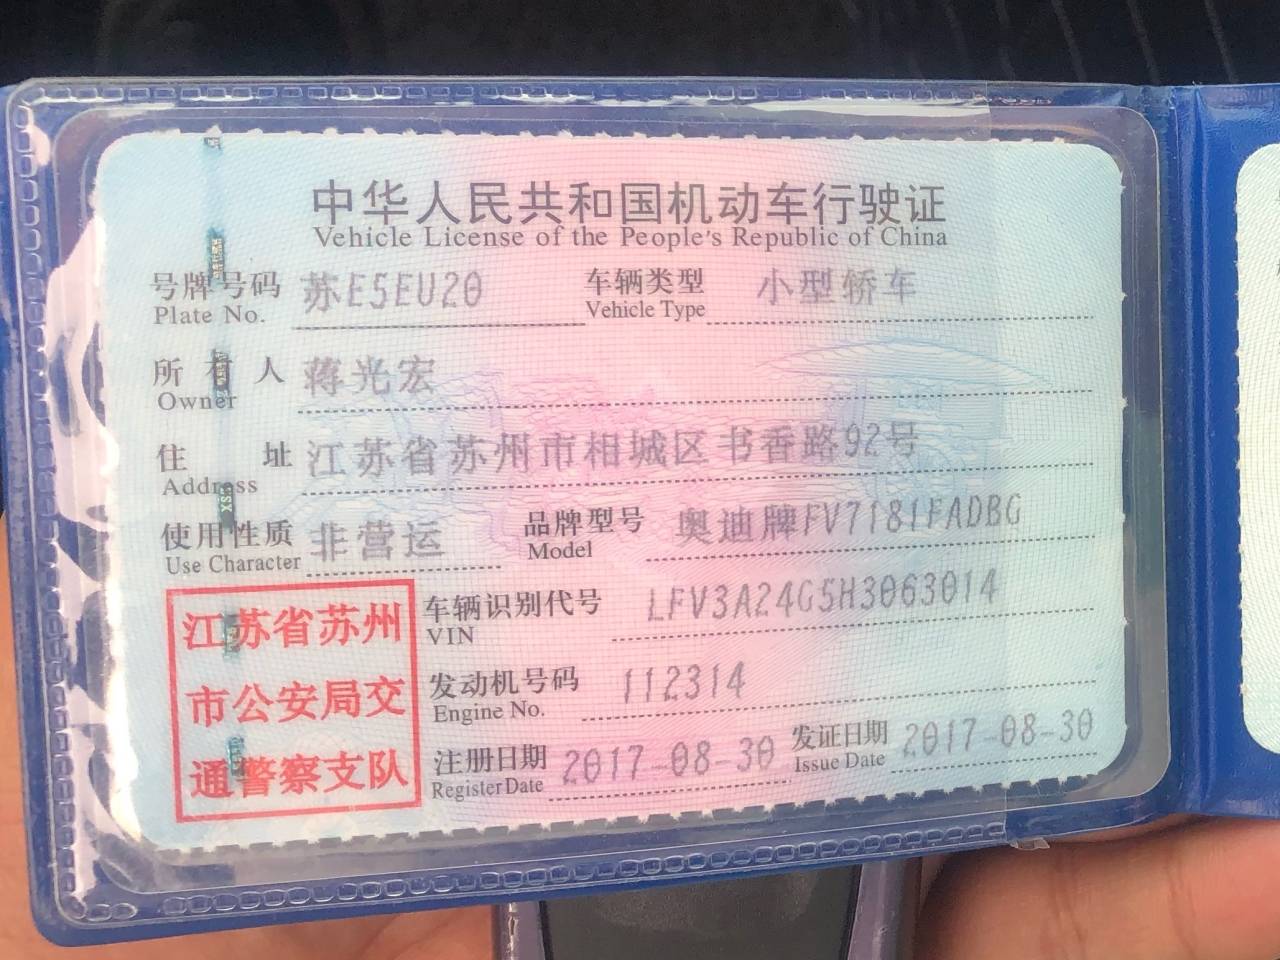 中华人民共和国机动车行驶证
Vehicle License of the People's Republic of China
号牌号码 苏E5EU20 车辆类型 小型轿车
Plate No. Vehicle Type
所有人 蒋光宏
Owner
住址 江苏省苏州市相城区书香路92号
Address
使用性质 非营运 品牌型号 奥迪牌FV7181FADBG
Use Character Model
江苏省苏州
市公安局交
通警察支队
车辆识别代号 LFV3A24G5H3063014
VIN
发动机号码 112314
Engine No.
注册日期 2017-08-30 发证日期 2017-08-30
Register Date Issue Date